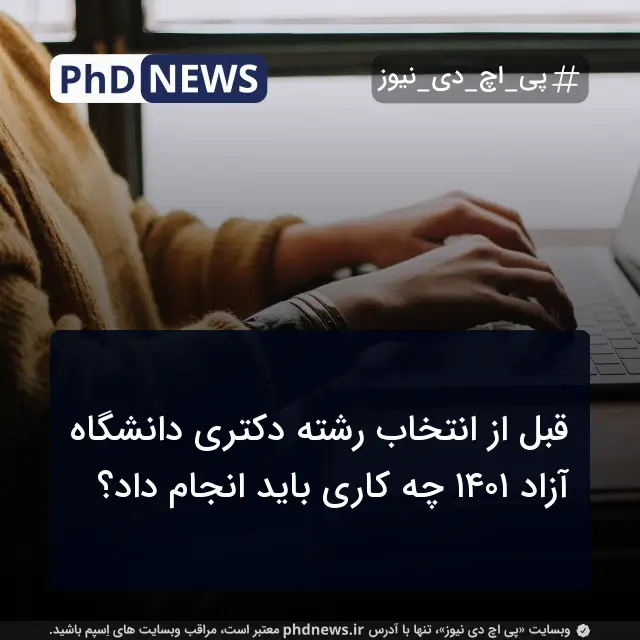 PhD NEWS
#پی_اچ_دی_نیوز
قبل از انتخاب رشته دکتری دانشگاه
آزاد ۱۴۰۱ چه کاری باید انجام داد؟
وبسایت «پی اچ دی نیوز»، تنها با آدرس phdnews.ir معتبر است، مراقب وبسایت های اِسپم باشید.